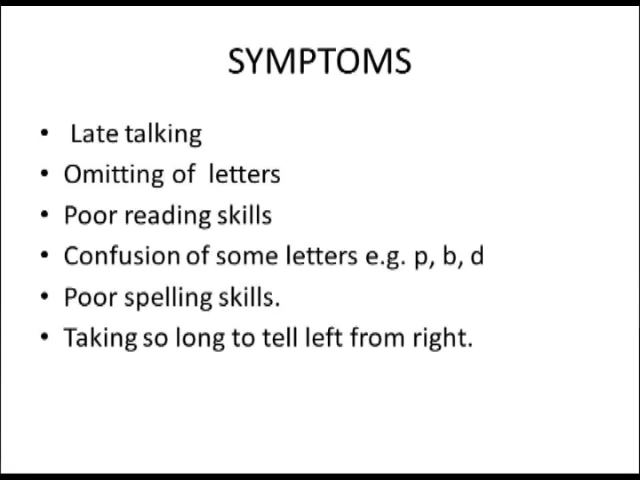 SYMPTOMS
• Late talking
• Omitting of letters
• Poor reading skills
• Confusion of some letters e.g. p, b, d
• Poor spelling skills.
• Taking so long to tell left from right.